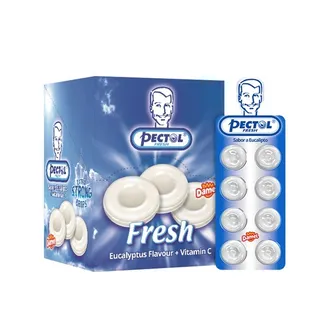 PECTOL
FRESH
STRONG
Dame
Fresh
Eucalyptus Flavour + Vitamin C
PECTOL
FRESH
Sabor a Eucalipto
Dame